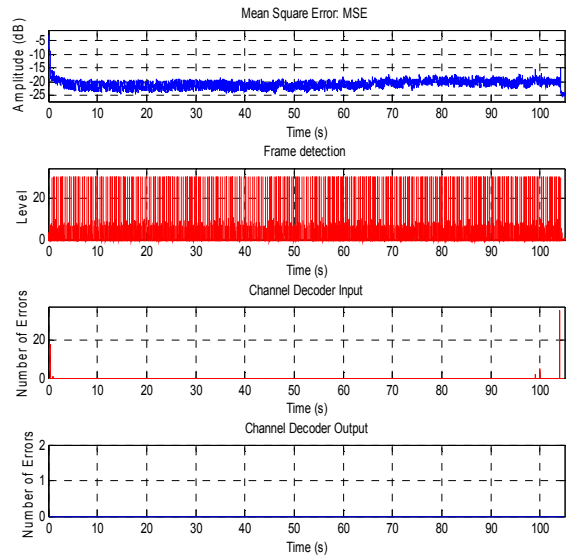 Mean Square Error: MSE
Amplitude (dB)
-5
-10
-15
-20
-25
0 10 20 30 40 50 60 70 80 90 100
Time (s)
Frame detection
Level
20
0
0 10 20 30 40 50 60 70 80 90 100
Time (s)
Channel Decoder Input
Number of Errors
20
0
0 10 20 30 40 50 60 70 80 90 100
Time (s)
Channel Decoder Output
Number of Errors
2
1
0
0 10 20 30 40 50 60 70 80 90 100
Time (s)